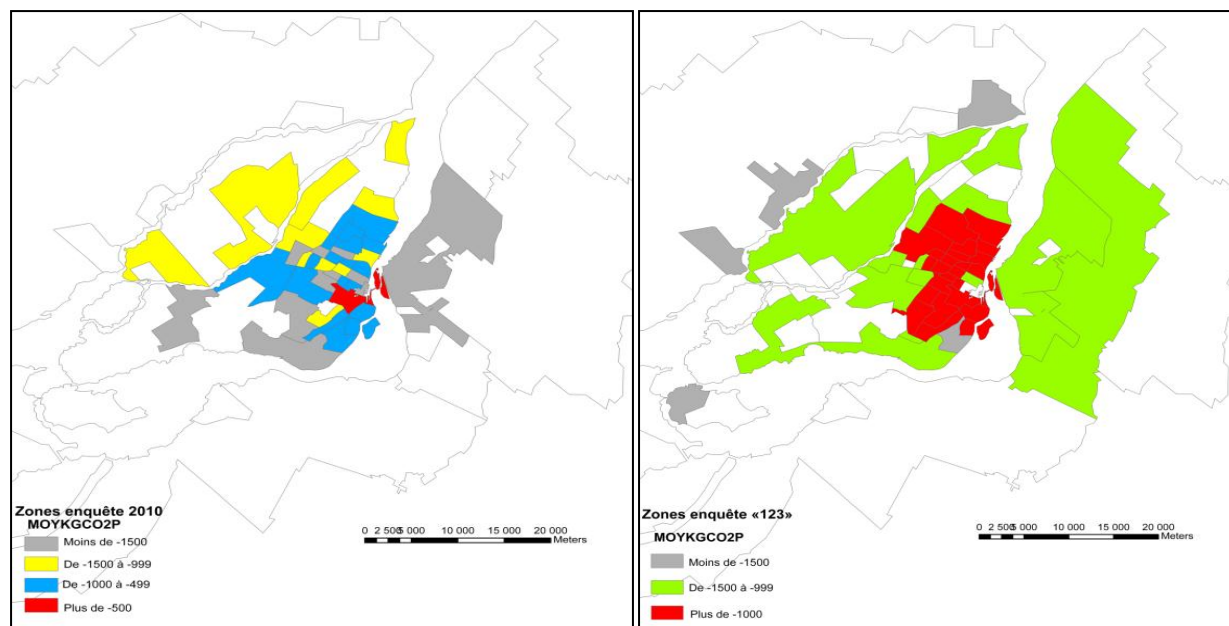 Zones enquête 2010
MOYKGCO2P
Moins de -1500
De -1500 à -999
De -1000 à -499
Plus de -500
0 2 500 5 000 10 000 15 000 20 000
Meters
Zones enquête «123»
MOYKGCO2P
Moins de -1500
De -1500 à -999
Plus de -1000
0 2 500 5 000 10 000 15 000 20 000
Meters